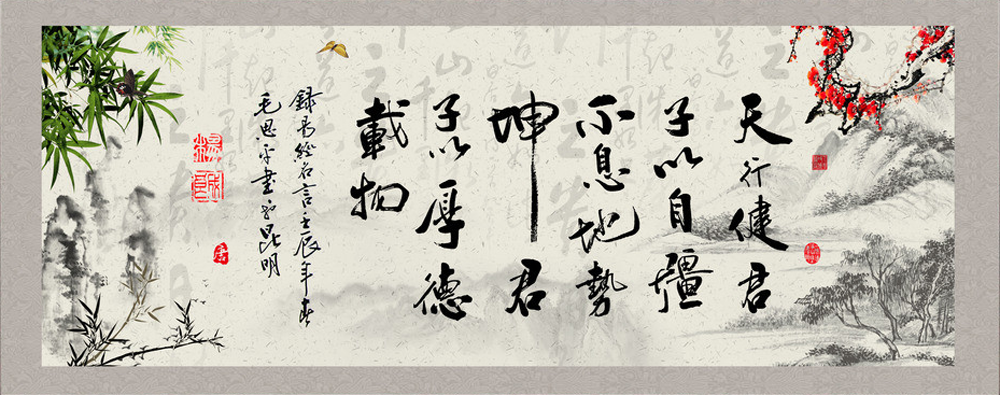 天行健君
子以自彊
不息地勢
坤君
子以厚德
載物
錄易經名言壬辰年春
毛思平書於昆明